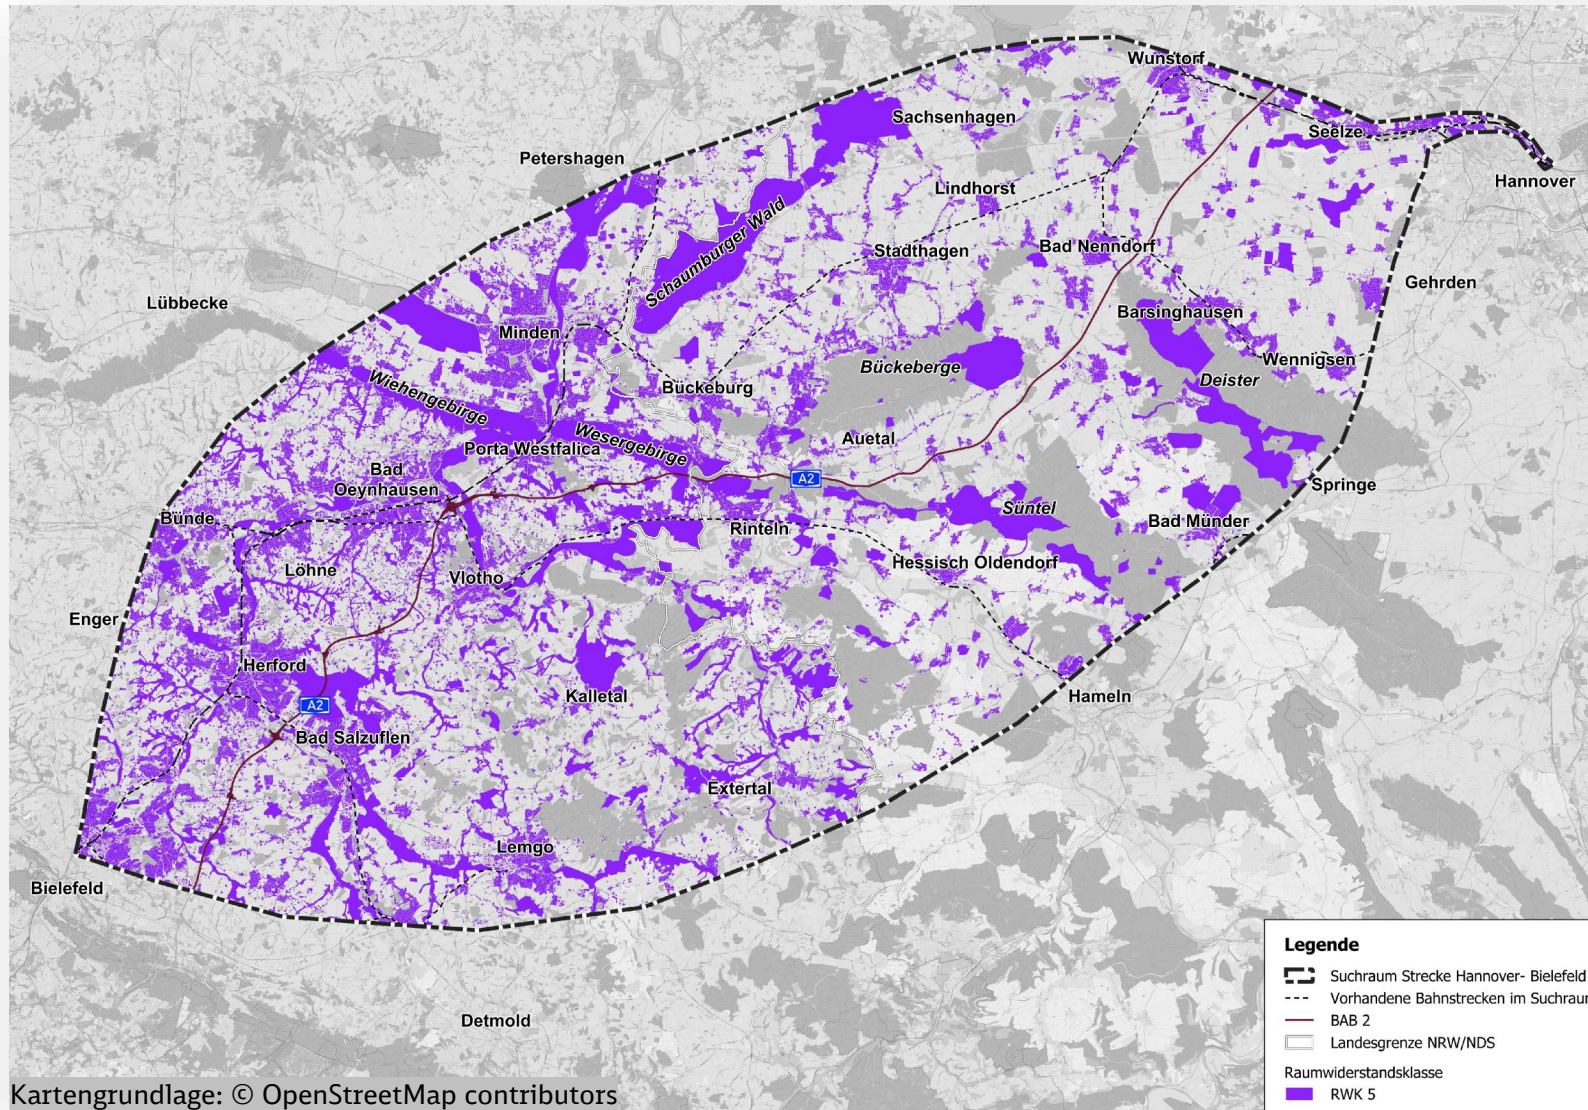 Wunstorf
Sachsenhagen
Seelze
Petershagen
Hannover
Lindhorst
Schaumburger Wald
Stadthagen
Bad Nenndorf
Gehrden
Lübbecke
Barsinghausen
Minden
Wennigsen
Bückeberge
Deister
Wiehengebirge
Bückeburg
Wesergebirge
Auetal
Porta Westfalica
Bad
Oeynhausen
A2
Springe
Süntel
Bünde
Rinteln
Bad Münder
Hessisch Oldendorf
Löhne
Vlotho
Enger
Herford
Kalletal
Hameln
A2
Bad Salzuflen
Extertal
Lemgo
Bielefeld
Detmold
Legende
Suchraum Strecke Hannover- Bielefeld
Vorhandene Bahnstrecken im Suchraum
BAB 2
Landesgrenze NRW/NDS
Raumwiderstandsklasse
RWK 5
Kartengrundlage: © OpenStreetMap contributors